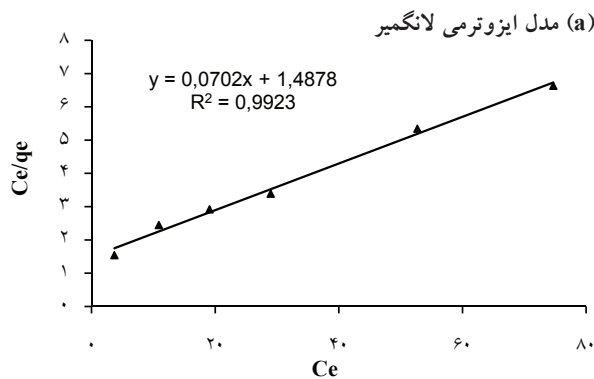 (a) مدل ایزوترمی لانگمیر
y = 0,0702x + 1,4878
R² = 0,9923
Ce/qe
۸
۷
۶
۵
۴
۳
۲
۱
۰
۰ ۲۰ ۴۰ ۶۰ ۸۰
Ce